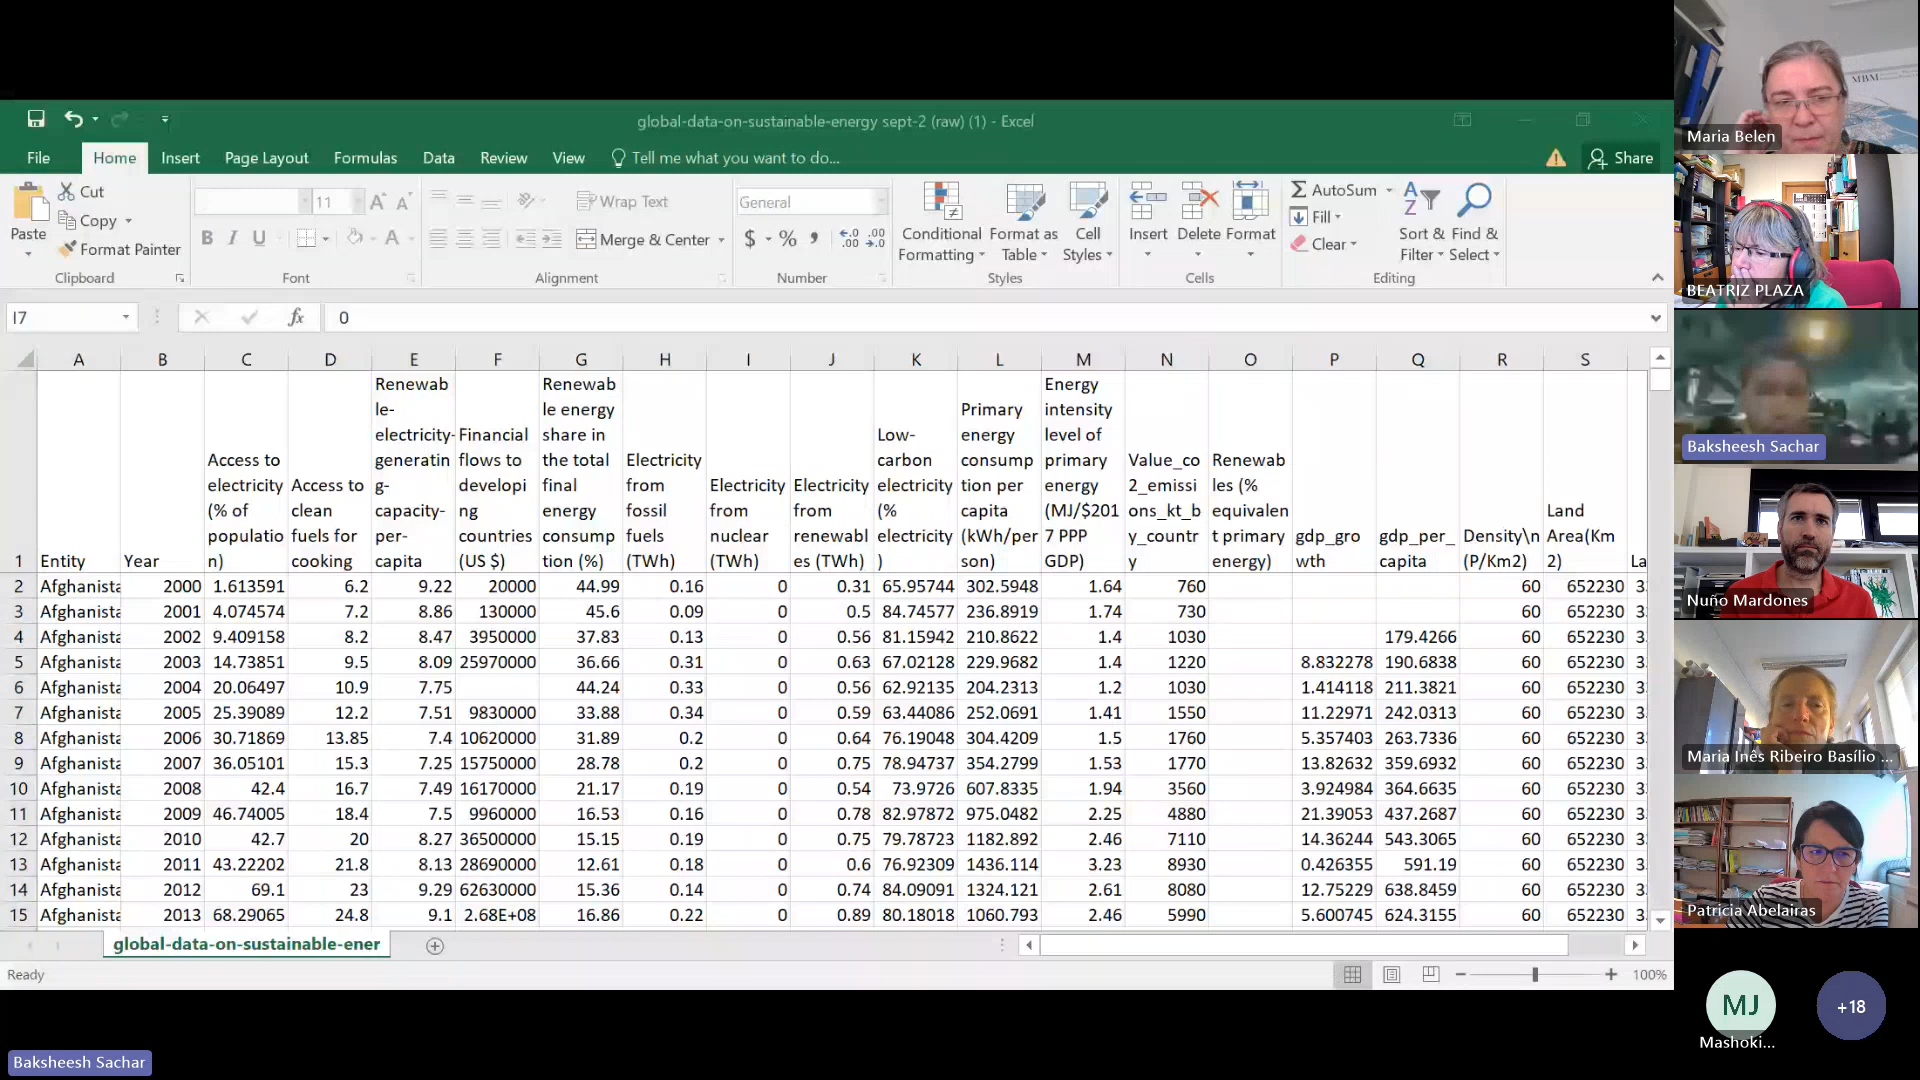 global-data-on-sustainable-energy sept-2 (raw) (1) - Excel
File Home Insert Page Layout Formulas Data Review View Tell me what you want to do... Share
Paste Cut Copy Format Painter
11 A A Wrap Text General AutoSum
B I U A Merge & Center $ % , Conditional Formatting Format as Table Cell Styles Insert Delete Format Fill Clear Sort & Filter Find & Select
Clipboard Font Alignment Number Styles Cells Editing
I7 fx 0
A B C D E F G H I J K L M N O P Q R S
1 Entity Year Access to electricity (% of population) Access to clean fuels for cooking Renewable-electricity-generating-capacity-per-capita Financial flows to developing countries (US $) Renewable energy share in the total final energy consumption (%) Electricity from fossil fuels (TWh) Electricity from nuclear (TWh) Electricity from renewables (TWh) Low-carbon electricity (% electricity) Primary energy consumption per capita (kWh/person) Energy intensity level of primary energy (MJ/$2017 PPP GDP) Value_co2_emissions_kt_by_country Renewables (% equivalent primary energy) gdp_growth gdp_per_capita Density\n(P/Km2) Land Area(Km2) La
2 Afghanista 2000 1.613591 6.2 9.22 20000 44.99 0.16 0 0.31 65.95744 302.5948 1.64 760 60 652230 3
3 Afghanista 2001 4.074574 7.2 8.86 130000 45.6 0.09 0 0.5 84.74577 236.8919 1.74 730 60 652230 3
4 Afghanista 2002 9.409158 8.2 8.47 3950000 37.83 0.13 0 0.56 81.15942 210.8622 1.4 1030 179.4266 60 652230 3
5 Afghanista 2003 14.73851 9.5 8.09 25970000 36.66 0.31 0 0.63 67.02128 229.9682 1.4 1220 8.832278 190.6838 60 652230 3
6 Afghanista 2004 20.06497 10.9 7.75 44.24 0.33 0 0.56 62.92135 204.2313 1.2 1030 1.414118 211.3821 60 652230 3
7 Afghanista 2005 25.39089 12.2 7.51 9830000 33.88 0.34 0 0.59 63.44086 252.0691 1.41 1550 11.22971 242.0313 60 652230 3
8 Afghanista 2006 30.71869 13.85 7.4 10620000 31.89 0.2 0 0.64 76.19048 304.4209 1.5 1760 5.357403 263.7336 60 652230 3
9 Afghanista 2007 36.05101 15.3 7.25 15750000 28.78 0.2 0 0.75 78.94737 354.2799 1.53 1770 13.82632 359.6932 60 652230 3
10 Afghanista 2008 42.4 16.7 7.49 16170000 21.17 0.19 0 0.54 73.9726 607.8335 1.94 3560 3.924984 364.6635 60 652230 3
11 Afghanista 2009 46.74005 18.4 7.5 9960000 16.53 0.16 0 0.78 82.97872 975.0482 2.25 4880 21.39053 437.2687 60 652230 3
12 Afghanista 2010 42.7 20 8.27 36500000 15.15 0.19 0 0.75 79.78723 1182.892 2.46 7110 14.36244 543.3065 60 652230 3
13 Afghanista 2011 43.22202 21.8 8.13 28690000 12.61 0.18 0 0.6 76.92309 1436.114 3.23 8930 0.426355 591.19 60 652230 3
14 Afghanista 2012 69.1 23 9.29 62630000 15.36 0.14 0 0.74 84.09091 1324.121 2.61 8080 12.75229 638.8459 60 652230 3
15 Afghanista 2013 68.29065 24.8 9.1 2.68E+08 16.86 0.22 0 0.89 80.18018 1060.793 2.46 5990 5.600745 624.3155 60 652230 3
global-data-on-sustainable-ener
Ready 100%
Baksheesh Sachar
MBM
Maria Belen
BEATRIZ PLAZA
Baksheesh Sachar
Nuño Mardones
Maria Inês Ribeiro Basílio ...
Patricia Abelairas
MJ +18
Mashoki...